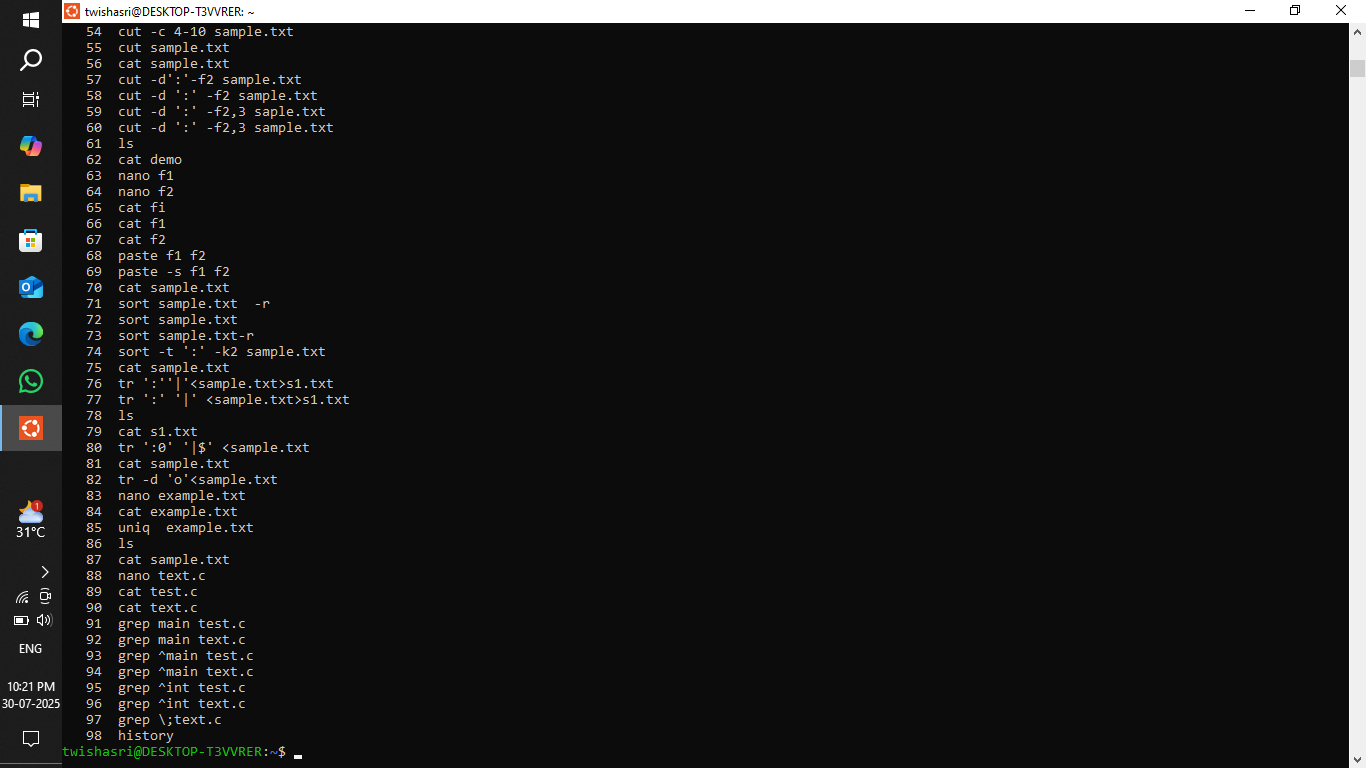 twishasri@DESKTOP-T3VVRER: ~
54 cut -c 4-10 sample.txt
55 cut sample.txt
56 cat sample.txt
57 cut -d':'-f2 sample.txt
58 cut -d ':' -f2 sample.txt
59 cut -d ':' -f2,3 saple.txt
60 cut -d ':' -f2,3 sample.txt
61 ls
62 cat demo
63 nano f1
64 nano f2
65 cat fi
66 cat f1
67 cat f2
68 paste f1 f2
69 paste -s f1 f2
70 cat sample.txt
71 sort sample.txt  -r
72 sort sample.txt
73 sort sample.txt-r
74 sort -t ':' -k2 sample.txt
75 cat sample.txt
76 tr ':''|'<sample.txt>s1.txt
77 tr ':' '|' <sample.txt>s1.txt
78 ls
79 cat s1.txt
80 tr ':0' '|$' <sample.txt
81 cat sample.txt
82 tr -d 'o'<sample.txt
83 nano example.txt
84 cat example.txt
85 uniq  example.txt
86 ls
87 cat sample.txt
88 nano text.c
89 cat test.c
90 cat text.c
91 grep main test.c
92 grep main text.c
93 grep ^main test.c
94 grep ^main text.c
95 grep ^int test.c
96 grep ^int text.c
97 grep \;text.c
98 history
twishasri@DESKTOP-T3VVRER:~$
1
31°C
ENG
10:21 PM
30-07-2025